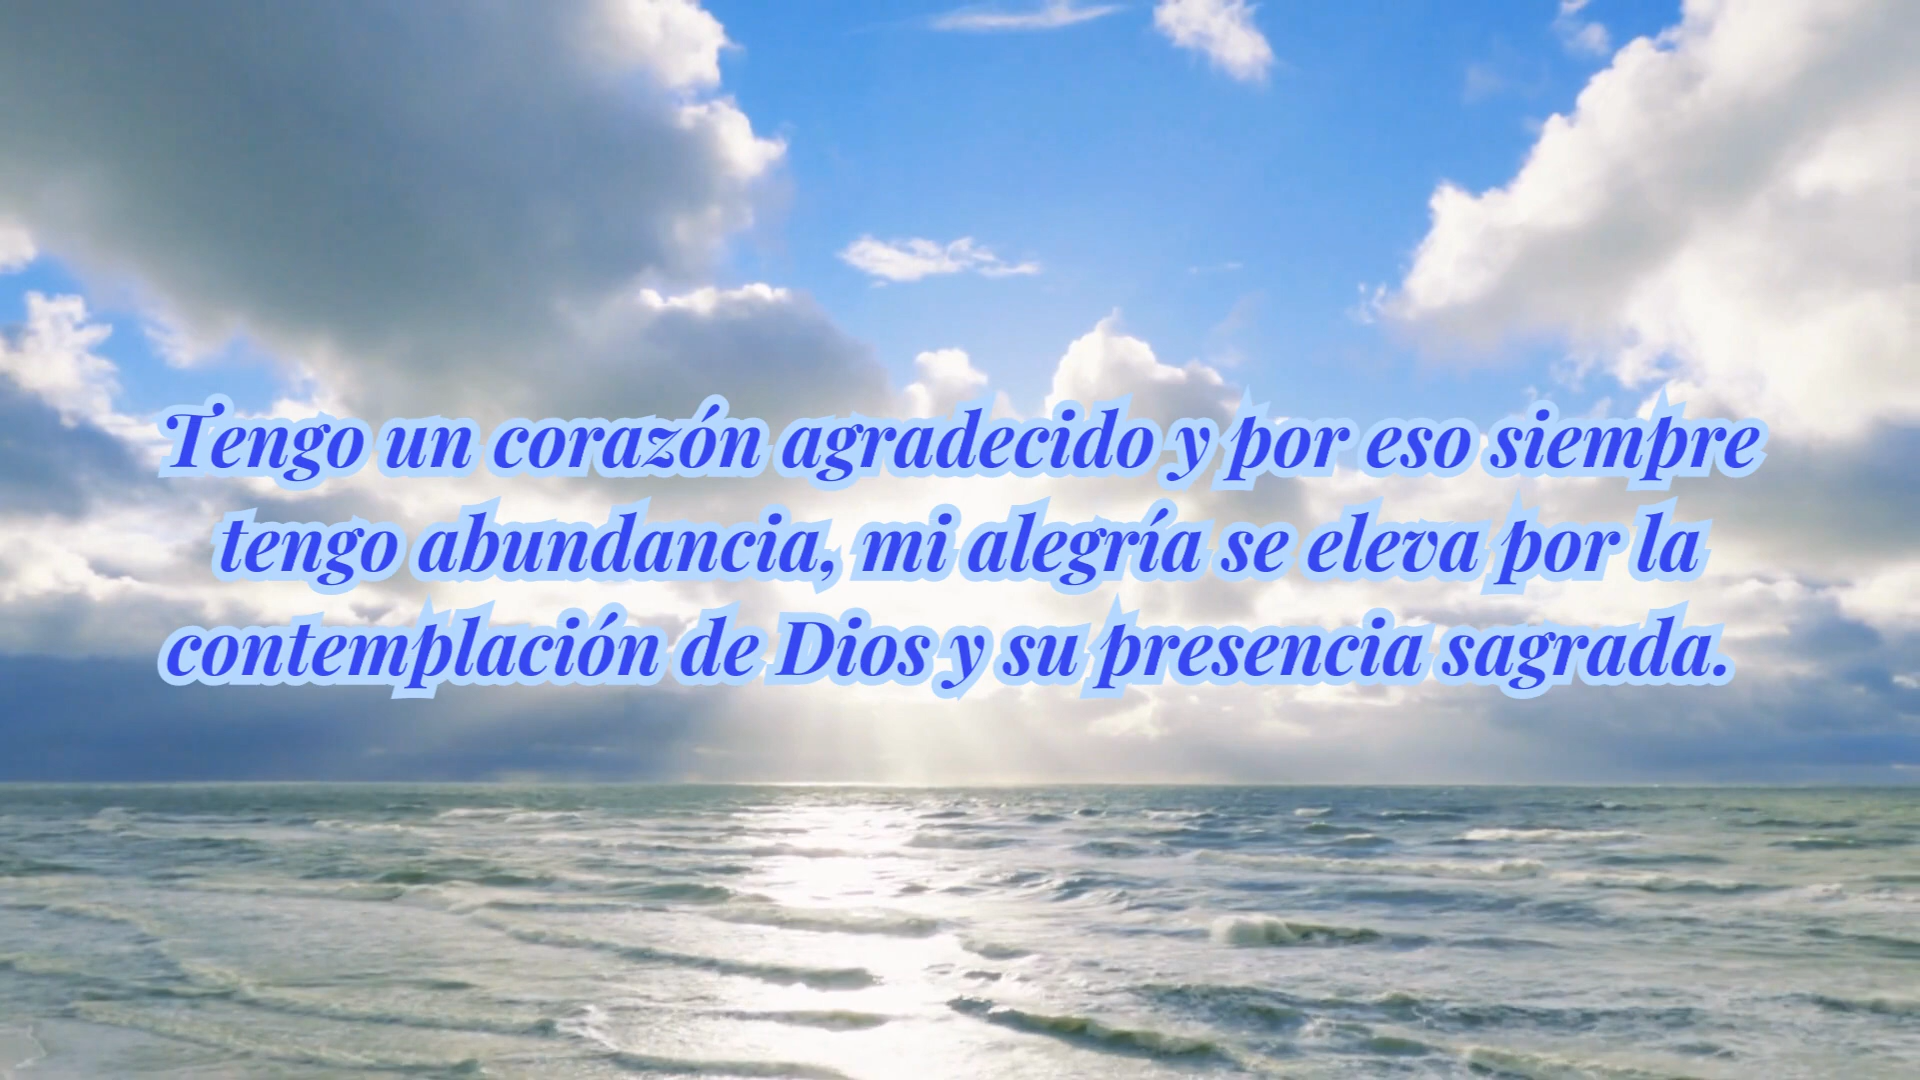 Tengo un corazón agradecido y por eso siempre
tengo abundancia, mi alegría se eleva por la
contemplación de Dios y su presencia sagrada.